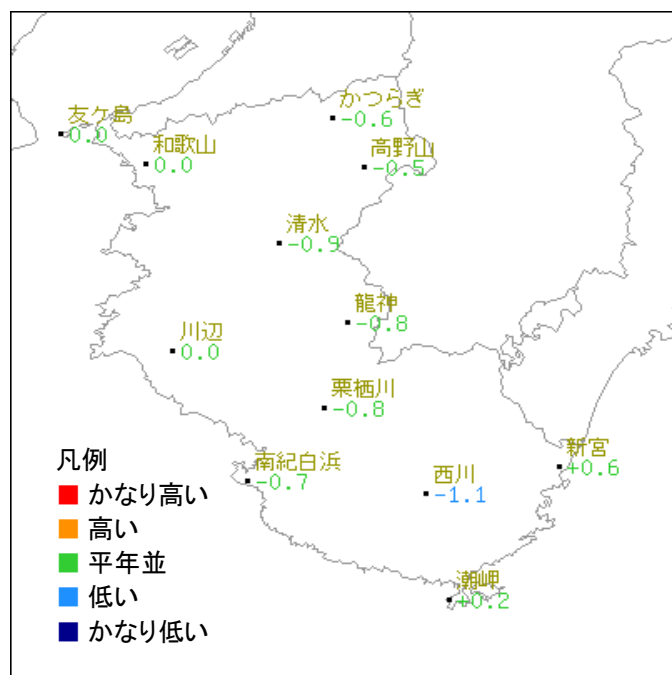 かつらぎ
-0.6
友ケ島
0.0
和歌山
0.0
高野山
-0.5
清水
-0.9
龍神
-0.8
川辺
0.0
栗栖川
-0.8
新宮
+0.6
南紀白浜
-0.7
西川
-1.1
潮岬
+0.2
凡例
かなり高い
高い
平年並
低い
かなり低い